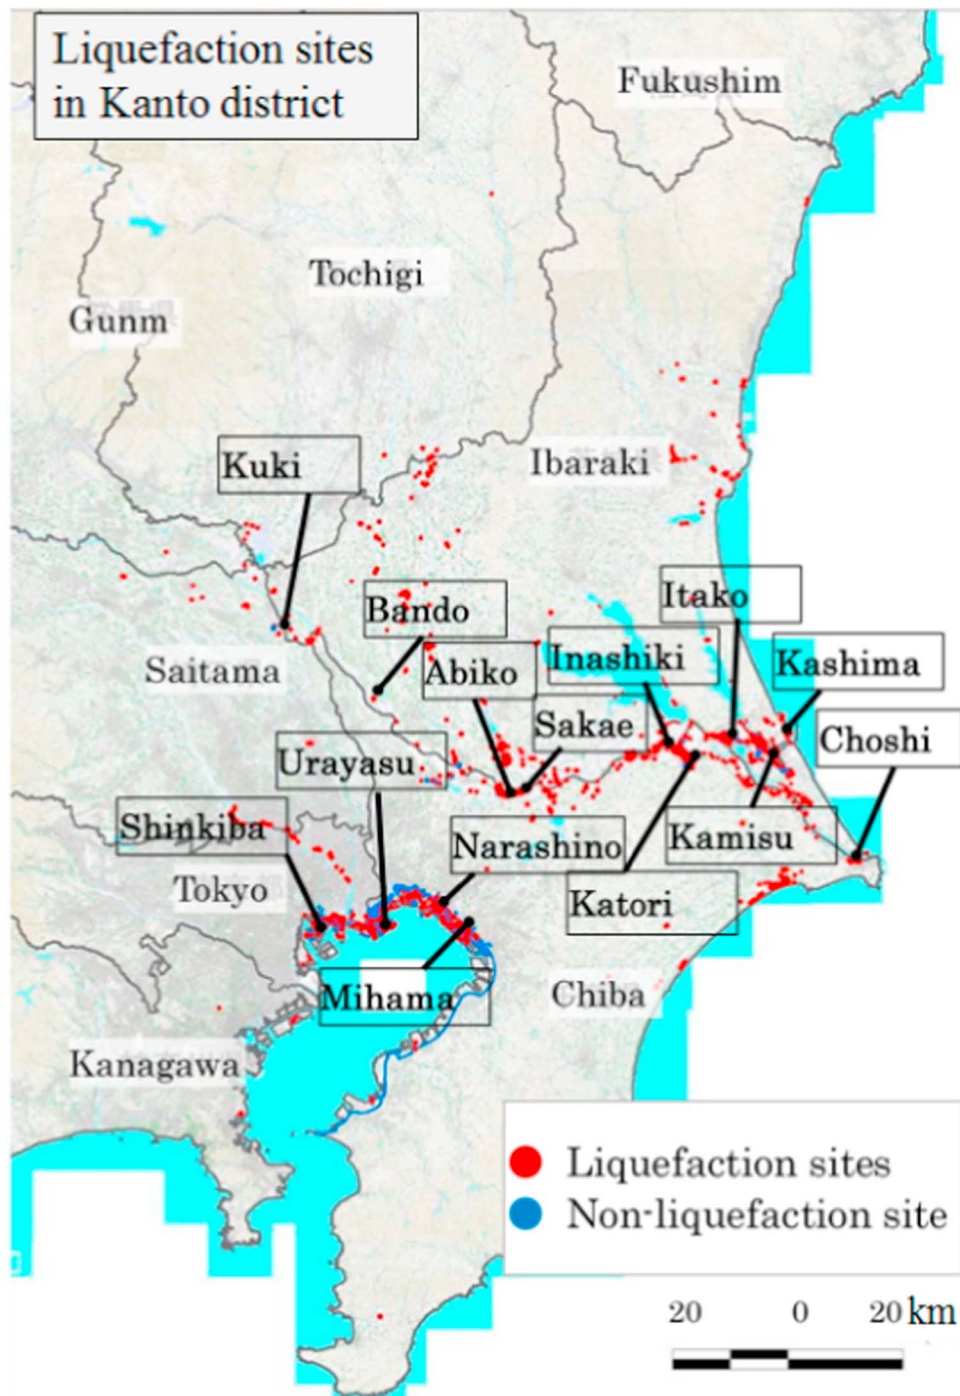 Liquefaction sites
in Kanto district
Fukushim
Tochigi
Gunm
Kuki
Ibaraki
Bando
Itako
Saitama
Abiko
Inashiki
Kashima
Sakae
Urayasu
Choshi
Shinkiba
Narashino
Kamisu
Tokyo
Katori
Mihama
Chiba
Kanagawa
Liquefaction sites
Non-liquefaction site
20 0 20 km